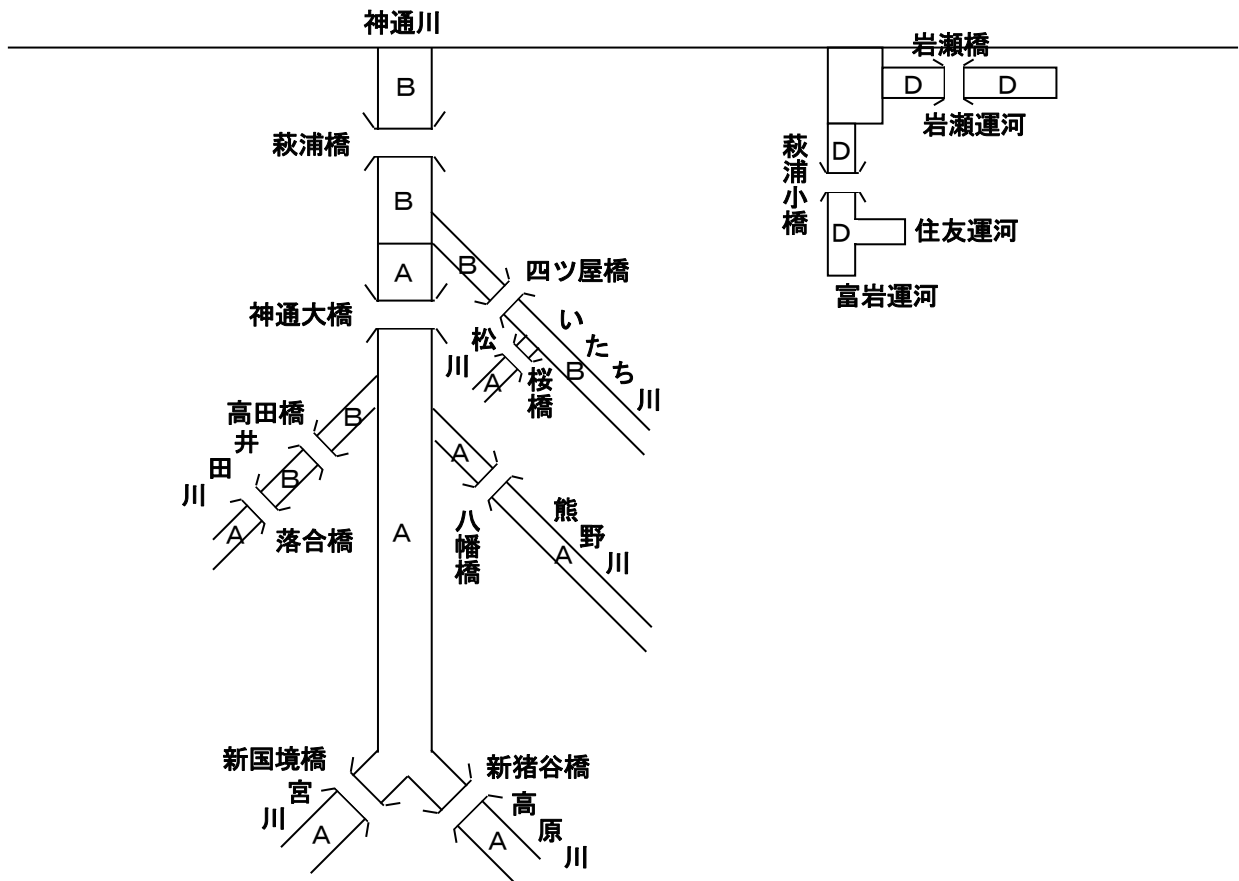 神通川
岩瀬橋
B
D
D
岩瀬運河
萩浦橋
萩浦小橋
D
B
D
住友運河
B
四ツ屋橋
A
富岩運河
神通大橋
いたち川
松川
桜橋
B
A
高田橋
B
井田川
B
A
八幡橋
熊野川
A
落合橋
A
A
新国境橋
新猪谷橋
宮川
高原川
A
A